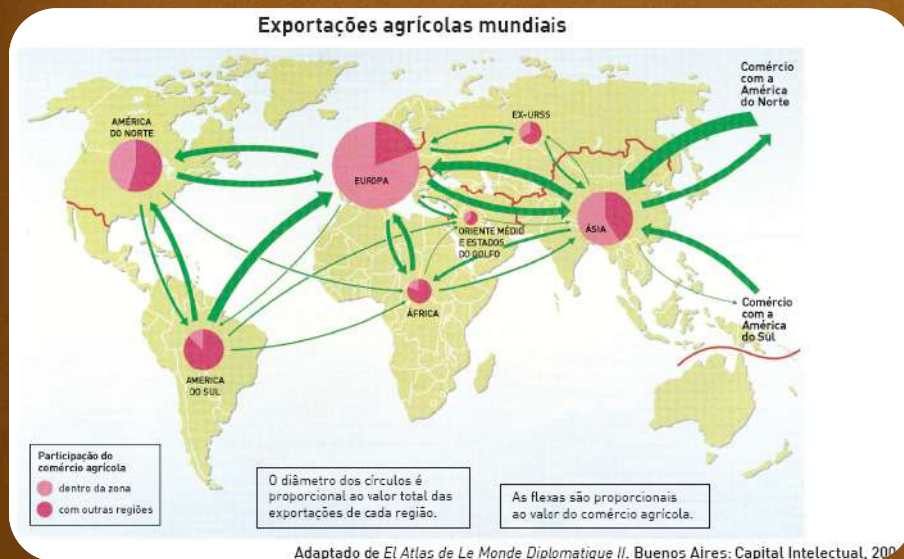 Exportações agrícolas mundiais
Comércio
com a
América
do Norte
AMÉRICA
DO NORTE
EX-URSS
EUROPA
ORIENTE MÉDIO
E ESTADOS
DO GOLFO
ÁSIA
ÁFRICA
Comércio
com a
América
do Sul
AMÉRICA
DO SUL
Participação do
comércio agrícola
dentro da zona
com outras regiões
O diâmetro dos círculos é
proporcional ao valor total das
exportações de cada região.
As flexas são proporcionais
ao valor do comércio agrícola.
Adaptado de El Atlas de Le Monde Diplomatique II. Buenos Aires: Capital Intelectual,